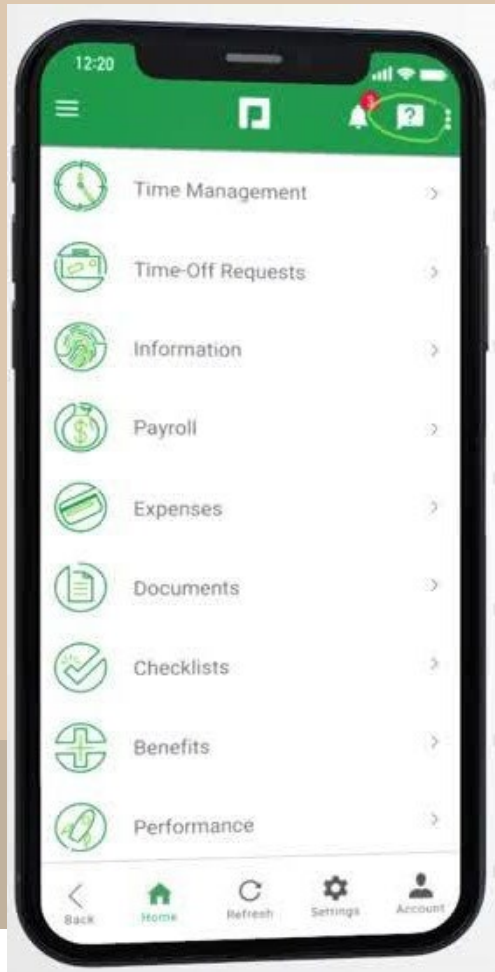 12:20
?
Time Management
Time-Off Requests
Information
Payroll
Expenses
Documents
Checklists
Benefits
Performance
Back
Home
Refresh
Settings
Account